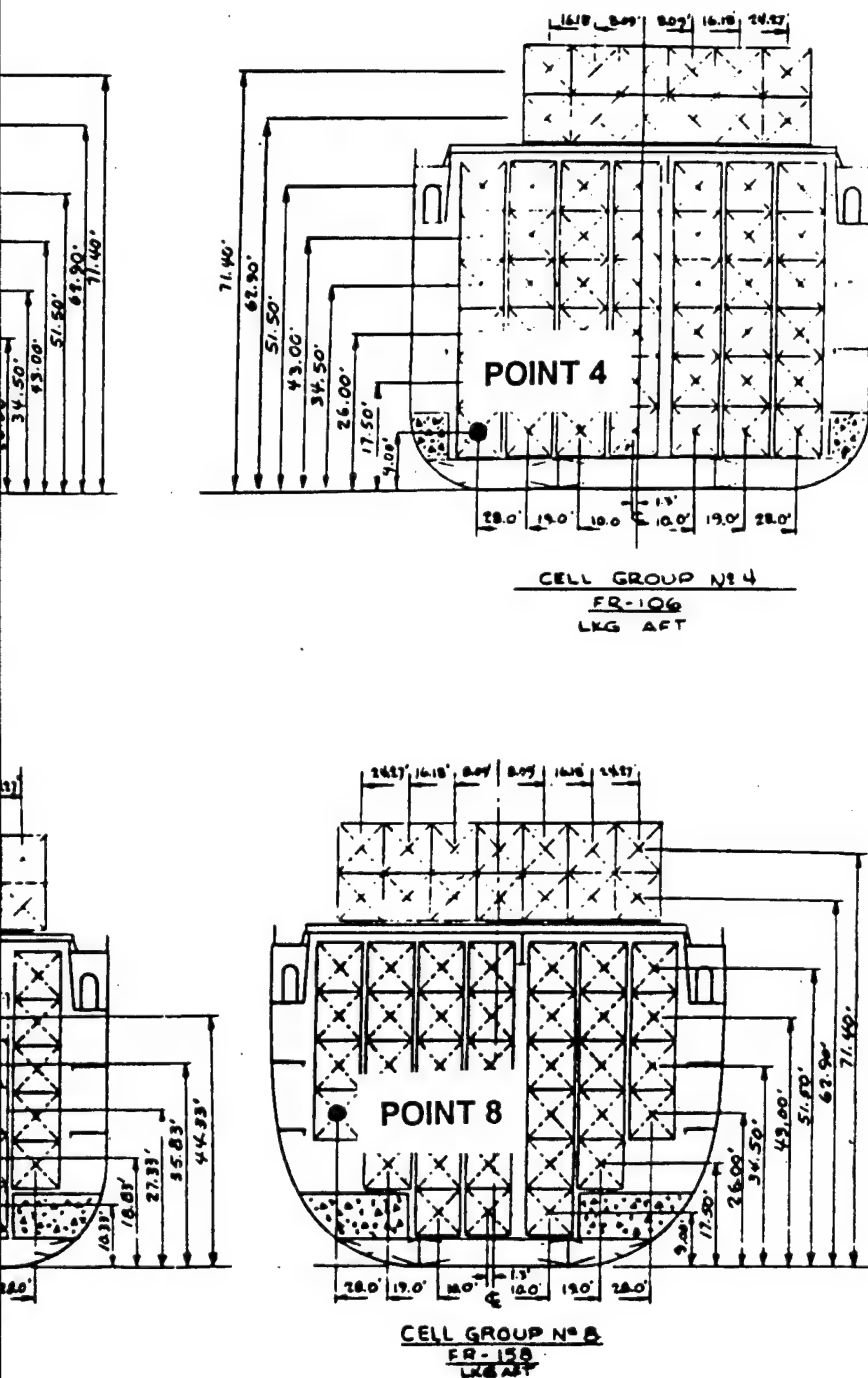 16.18' 8.09' 8.09' 16.18' 24.27'
71.40'
62.90'
51.50'
43.00'
34.50'
26.00'
17.50'
9.00'
71.40'
62.90'
51.50'
43.00'
34.50'
POINT 4
28.0' 19.0' 10.0 1.3' 10.0' 19.0' 28.0'
CELL GROUP Nº 4
FR-106
LKG AFT
24.27' 16.18' 8.09' 8.09' 16.18' 24.27'
44.33'
35.83'
27.33'
18.83'
10.33'
POINT 8
71.40'
62.90'
51.50'
43.00'
34.50'
26.00'
17.50'
9.00'
28.0' 19.0' 10.0' 1.3' 10.0' 19.0' 28.0'
CELL GROUP Nº 8
FR-158
LKG AFT